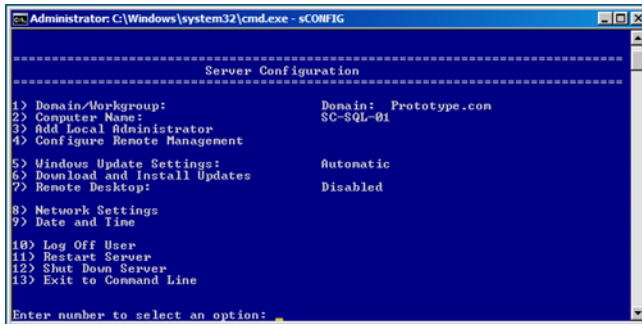 Administrator: C:\Windows\system32\cmd.exe - sCONFIG
===============================================================================
Server Configuration
===============================================================================
1) Domain/Workgroup: Domain: Prototype.com
2) Computer Name: SC-SQL-01
3) Add Local Administrator
4) Configure Remote Management
5) Windows Update Settings: Automatic
6) Download and Install Updates
7) Remote Desktop: Disabled
8) Network Settings
9) Date and Time
10) Log Off User
11) Restart Server
12) Shut Down Server
13) Exit to Command Line
Enter number to select an option: _